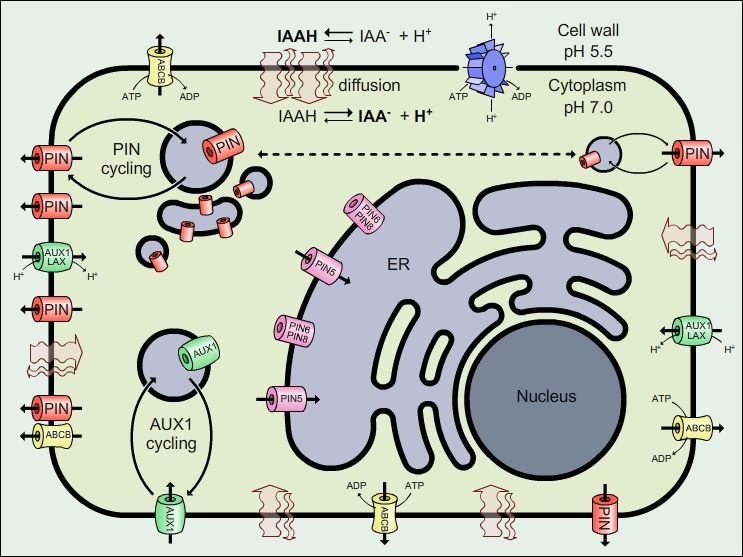 H⁺
IAAH ⇌ IAA⁻ + H⁺
Cell wall
pH 5.5
ABCB
ATP
ADP
diffusion
ATP
ADP
Cytoplasm
pH 7.0
IAAH ⇌ IAA⁻ + H⁺
H⁺
PIN
PIN
cycling
PIN
PIN
PIN
PIN6
PIN8
AUX1
LAX
H⁺
H⁺
PIN5
ER
PIN
PIN6
PIN8
AUX1
LAX
H⁺
H⁺
AUX1
PIN5
Nucleus
PIN
ABCB
AUX1
cycling
ATP
ABCB
ADP
AUX1
ADP
ATP
ABCB
PIN